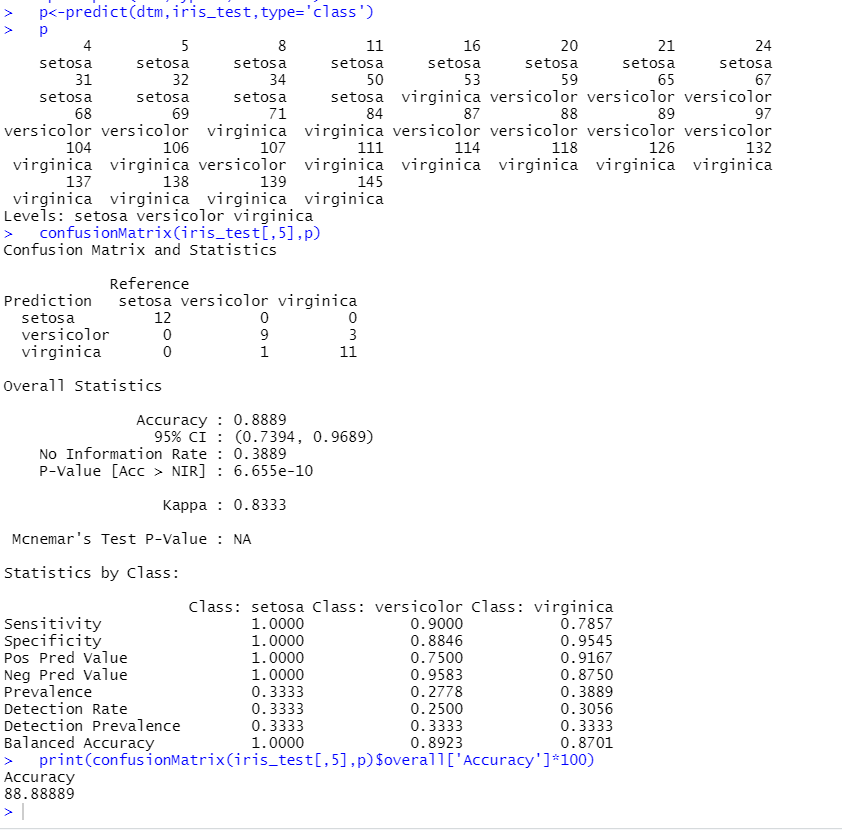 >   p<-predict(dtm,iris_test,type='class')
>   p
         4          5          8         11         16         20         21         24
    setosa     setosa     setosa     setosa     setosa     setosa     setosa     setosa
        31         32         34         50         53         59         65         67
    setosa     setosa     setosa     setosa  virginica versicolor versicolor versicolor
        68         69         71         84         87         88         89         97
versicolor versicolor  virginica  virginica versicolor versicolor versicolor versicolor
       104        106        107        111        114        118        126        132
 virginica  virginica versicolor  virginica  virginica  virginica  virginica  virginica
       137        138        139        145
 virginica  virginica  virginica  virginica
Levels: setosa versicolor virginica
>   confusionMatrix(iris_test[,5],p)
Confusion Matrix and Statistics

            Reference
Prediction   setosa versicolor virginica
  setosa         12          0         0
  versicolor      0          9         3
  virginica       0          1        11

Overall Statistics

               Accuracy : 0.8889
                 95% CI : (0.7394, 0.9689)
    No Information Rate : 0.3889
    P-Value [Acc > NIR] : 6.655e-10

                  Kappa : 0.8333

 Mcnemar's Test P-Value : NA

Statistics by Class:

                     Class: setosa Class: versicolor Class: virginica
Sensitivity                 1.0000            0.9000           0.7857
Specificity                 1.0000            0.8846           0.9545
Pos Pred Value              1.0000            0.7500           0.9167
Neg Pred Value              1.0000            0.9583           0.8750
Prevalence                  0.3333            0.2778           0.3889
Detection Rate              0.3333            0.2500           0.3056
Detection Prevalence        0.3333            0.3333           0.3333
Balanced Accuracy           1.0000            0.8923           0.8701
>   print(confusionMatrix(iris_test[,5],p)$overall['Accuracy']*100)
Accuracy
88.88889
>